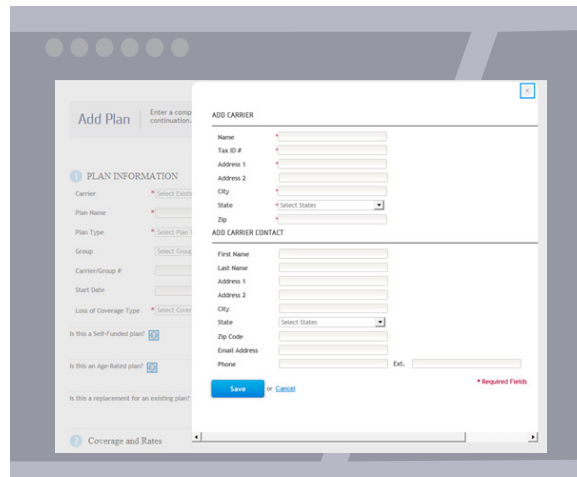 Add Plan
Enter a comp
continuation.
1 PLAN INFORMATION
Carrier * Select Existi
Plan Name *
Plan Type * Select Plan T
Group Select Group
Carrier/Group #
Start Date
Loss of Coverage Type * Select Cover
Is this a Self-Funded plan?
Is this an Age-Rated plan?
Is this a replacement for an existing plan?
2 Coverage and Rates
x
ADD CARRIER
Name *
Tax ID # *
Address 1 *
Address 2
City *
State * Select States
Zip *
ADD CARRIER CONTACT
First Name
Last Name
Address 1
Address 2
City
State Select States
Zip Code
Email Address
Phone Ext.
Save or Cancel
* Required Fields